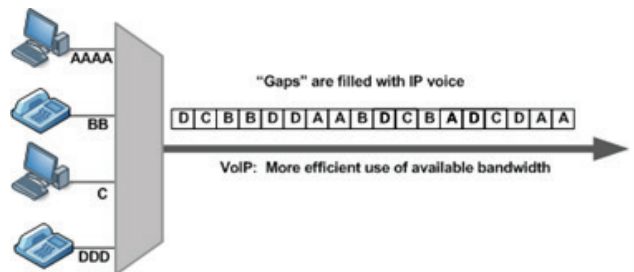 AAAA
"Gaps" are filled with IP voice
D C B B D D A A B D C B A D C D A A
BB
VoIP: More efficient use of available bandwidth
C
DDD